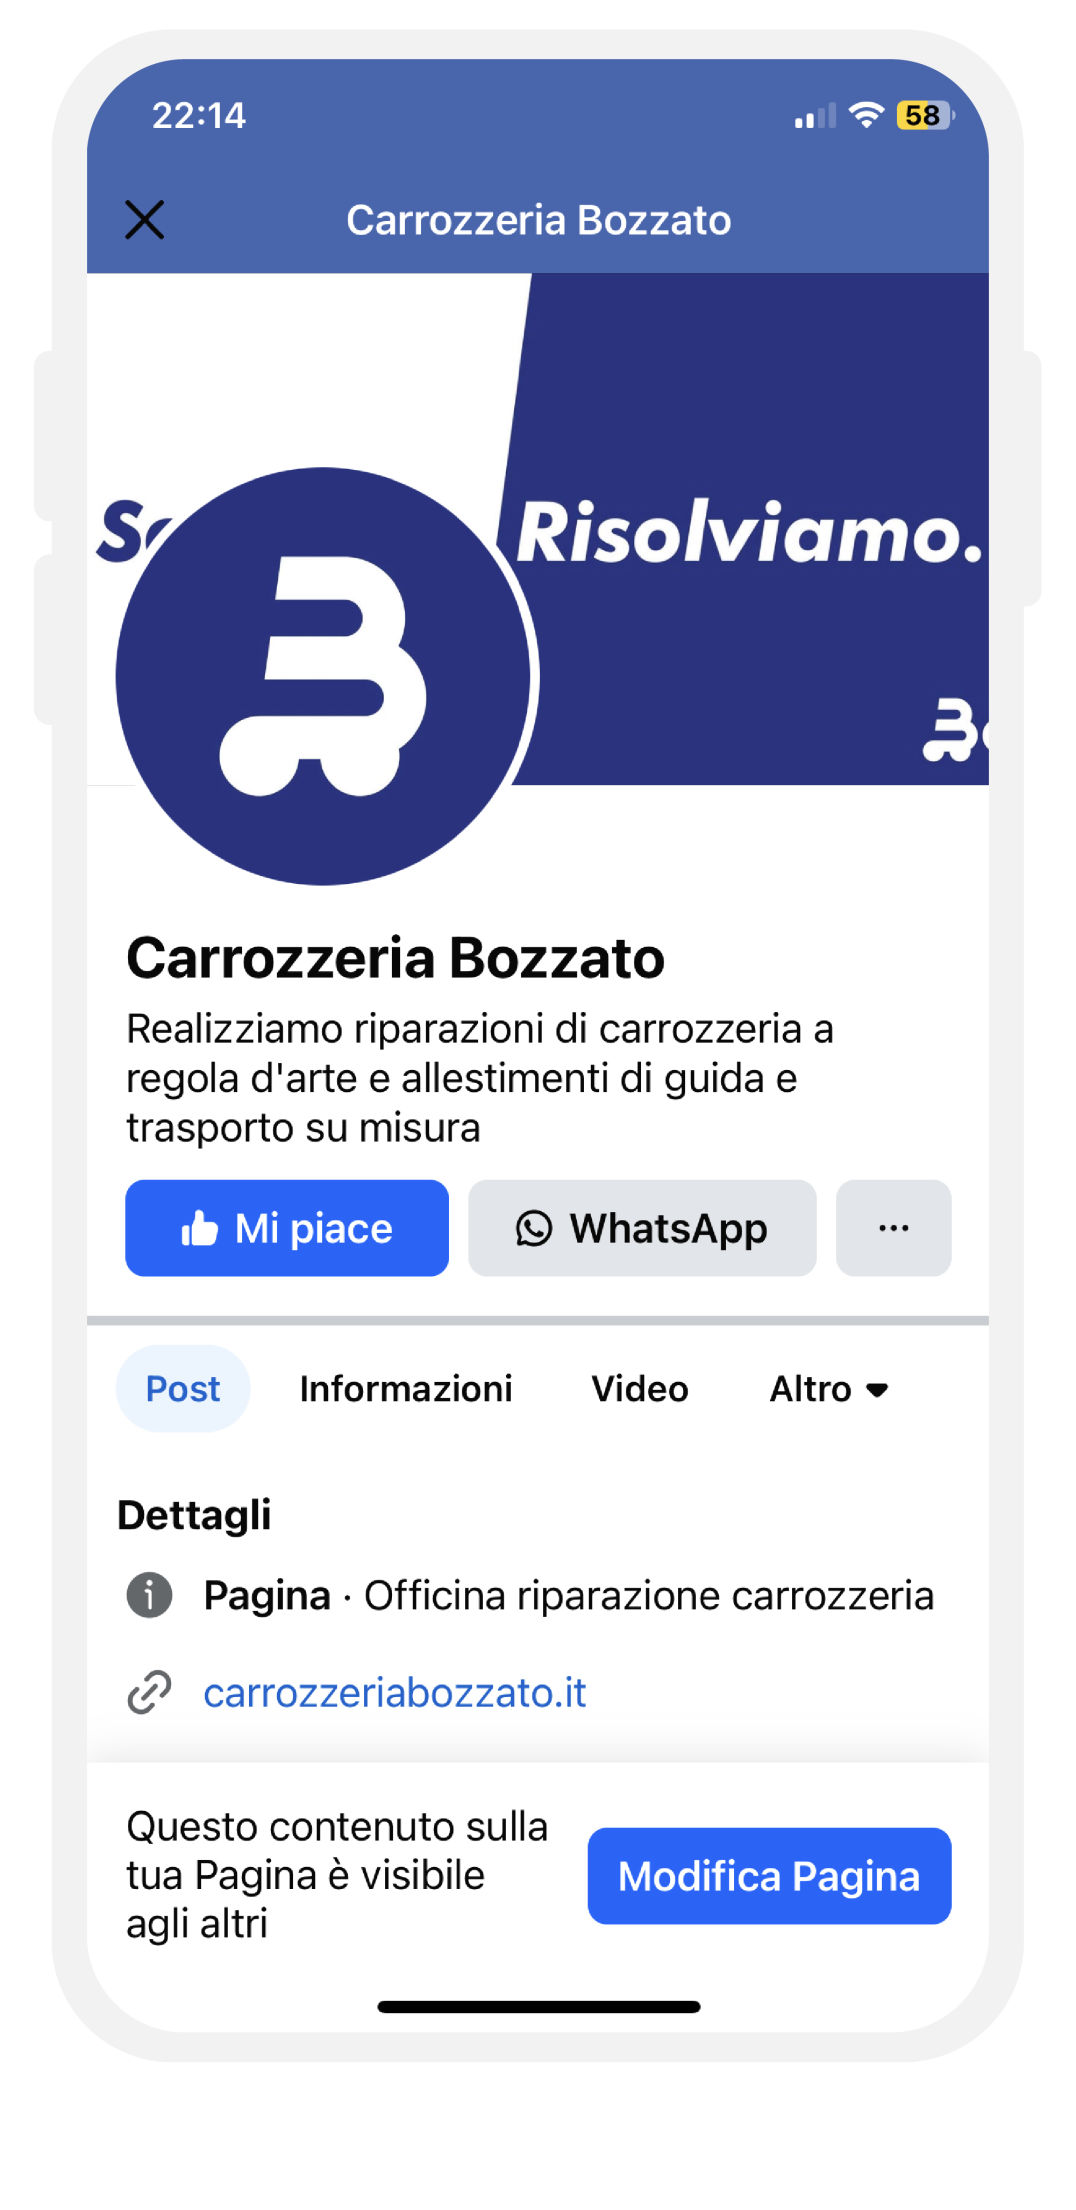 22:14
58
Carrozzeria Bozzato
Risolviamo.
Carrozzeria Bozzato
Realizziamo riparazioni di carrozzeria a
regola d'arte e allestimenti di guida e
trasporto su misura
Mi piace
WhatsApp
Post
Informazioni
Video
Altro
Dettagli
Pagina · Officina riparazione carrozzeria
carrozzeriabozzato.it
Questo contenuto sulla
tua Pagina è visibile
agli altri
Modifica Pagina